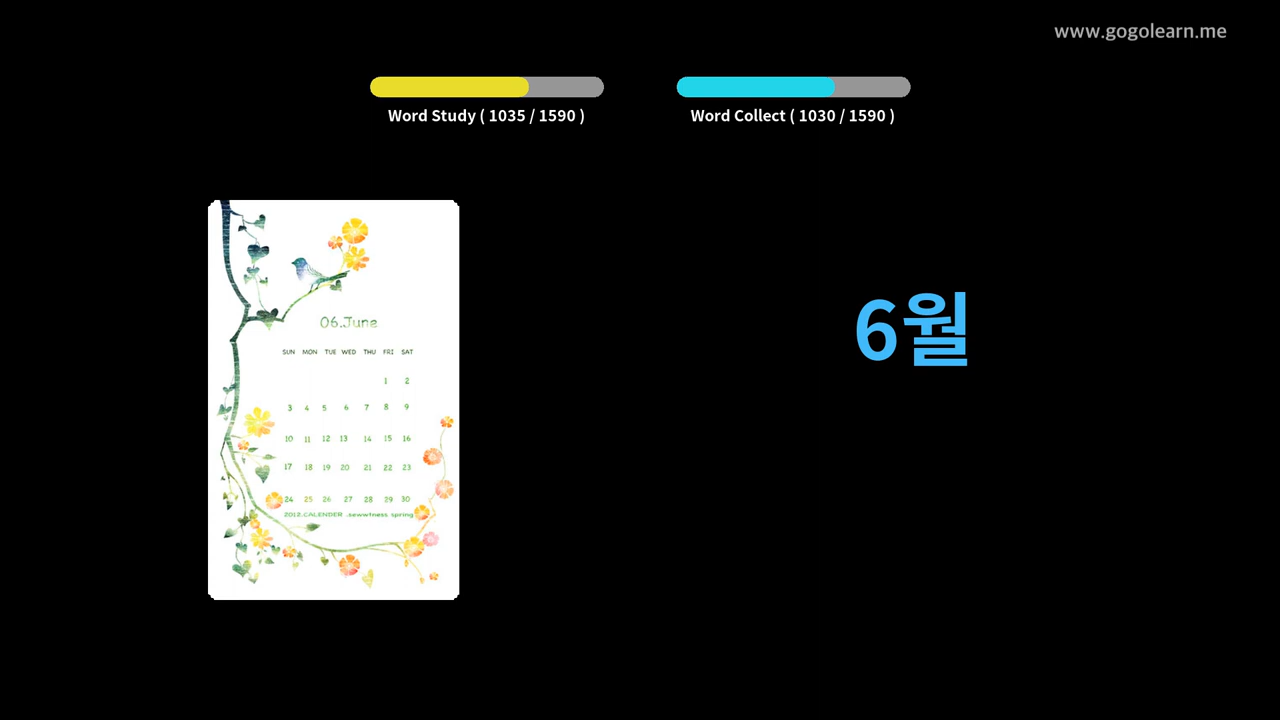 www.gogolearn.me
Word Study ( 1035 / 1590 )
Word Collect ( 1030 / 1590 )
06.June
SUN MON TUE WED THU FRI SAT
1 2
3 4 5 6 7 8 9
10 11 12 13 14 15 16
17 18 19 20 21 22 23
24 25 26 27 28 29 30
2012.CALENDER .sewwtness spring
6월